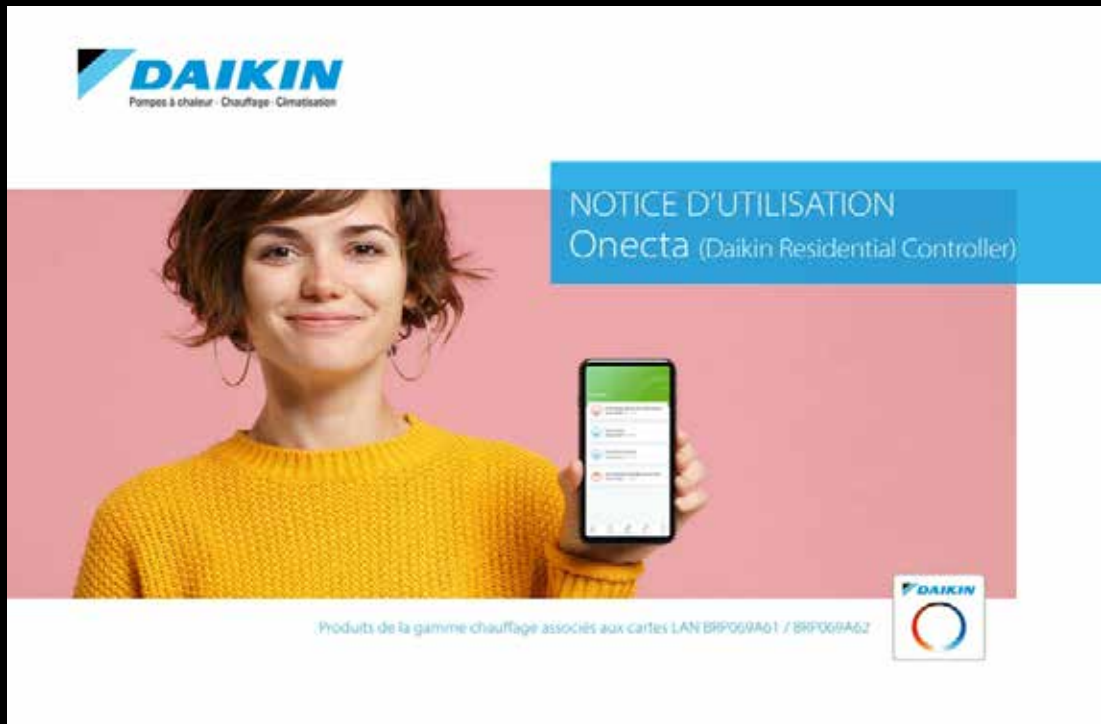 DAIKIN
Pompes à chaleur - Chauffage - Climatisation
NOTICE D'UTILISATION
Onecta (Daikin Residential Controller)
Produits de la gamme chauffage associés aux cartes LAN BRP069A61 / BRP069A62
DAIKIN